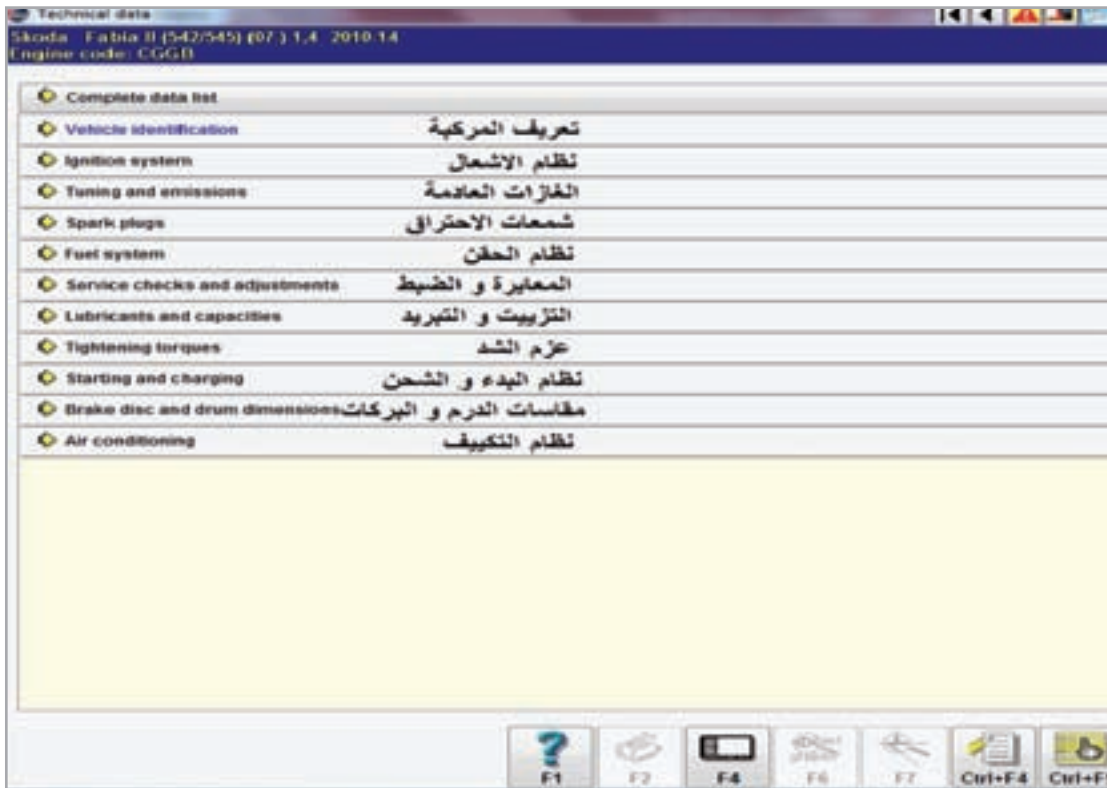 Technical data
Skoda Fabia II (542/545) (07 ) 1,4 2010-14
Engine code: CGGB
Complete data list
Vehicle identification تعريف المركبة
Ignition system نظام الاشعال
Tuning and emissions الغازات العادمة
Spark plugs شمعات الاحتراق
Fuel system نظام الحقن
Service checks and adjustments المعايرة و الضبط
Lubricants and capacities التزييت و التبريد
Tightening torques عزم الشد
Starting and charging نظام البدء و الشحن
Brake disc and drum dimensions مقاسات الدرم و البركات
Air conditioning نظام التكييف
F1 F2 F4 F6 F7 Ctrl+F4